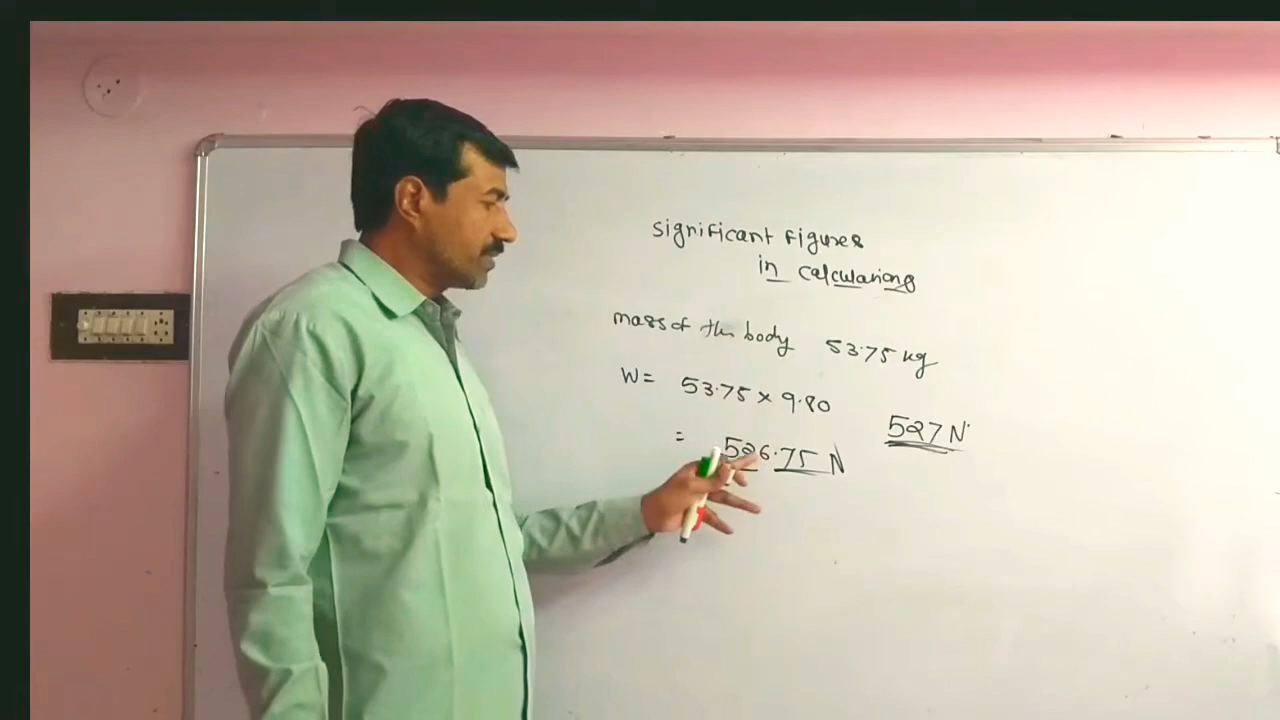 significant figures
in calculations
mass of the body 53.75 kg
W = 53.75 × 9.80
= 526.75 N
527 N